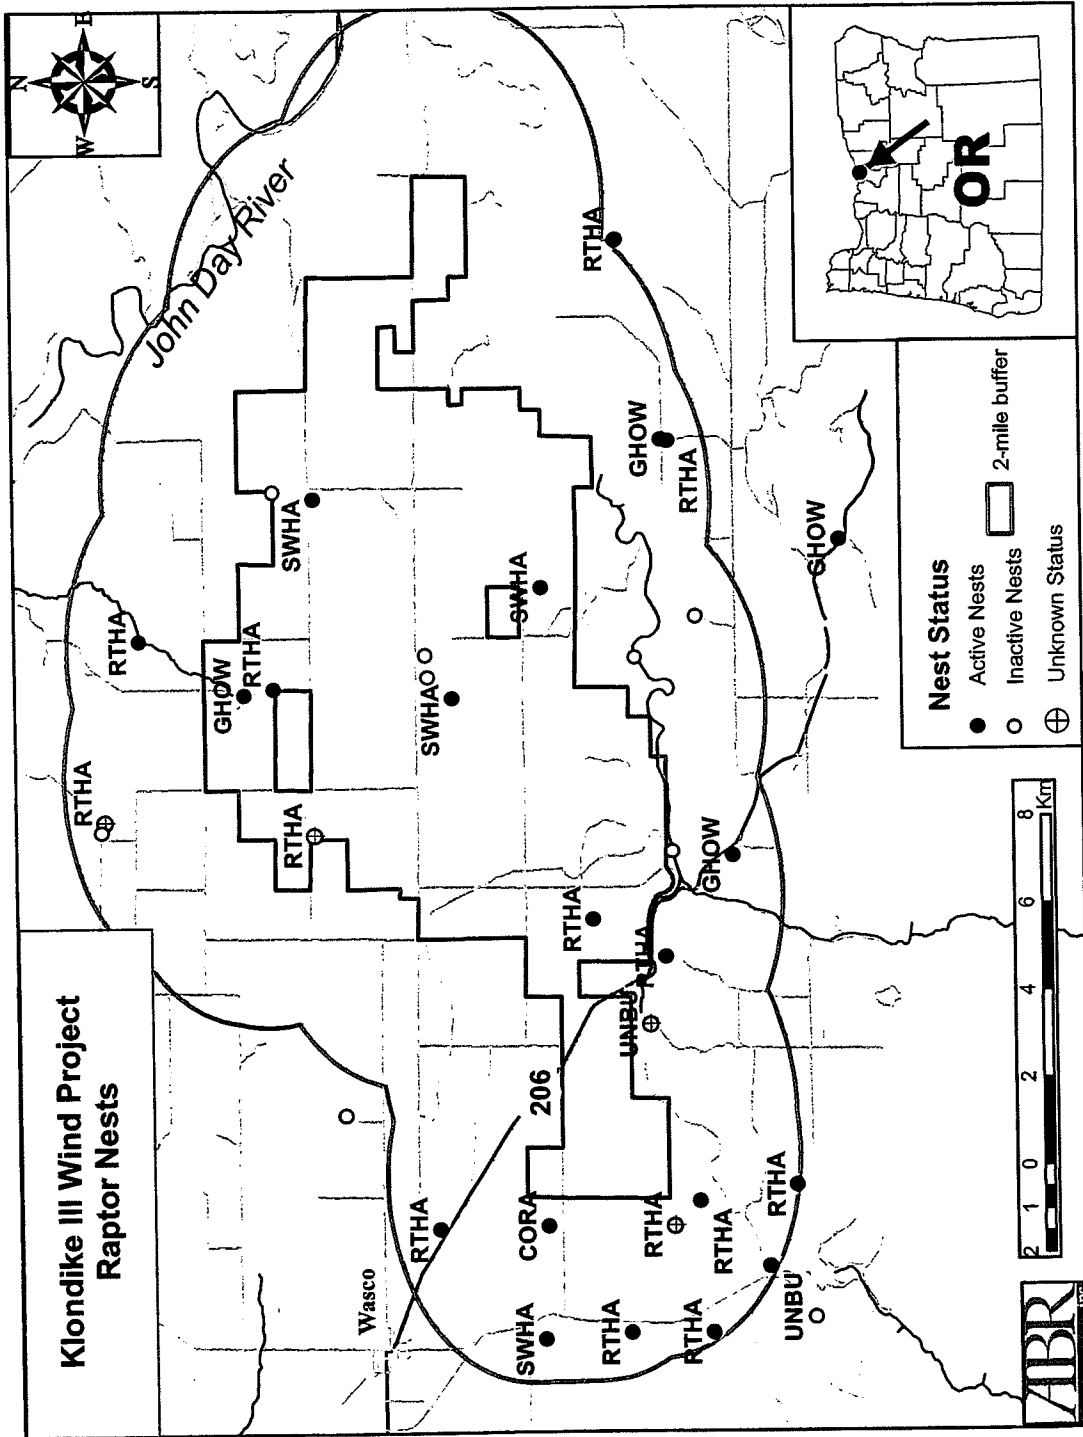 Klondike III Wind Project
Raptor Nests
N
E
S
W
John Day River
RTHA
RTHA
GHOW
RTHA
RTHA
RTHA
SWHA
SWHA
SWHA
RTHA
GHOW
RTHA
GHOW
GHOW
RTHA
RTHA
UNBU
206
Wasco
RTHA
CORA
RTHA
RTHA
RTHA
SWHA
RTHA
RTHA
UNBU
OR
Nest Status
Active Nests
Inactive Nests
Unknown Status
2-mile buffer
2 1 0 2 4 6 8
Km
ABR